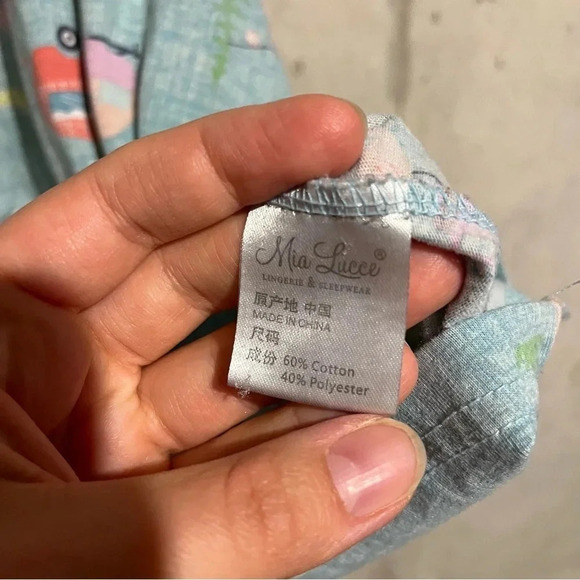 Mia Lucce®
LINGERIE & SLEEPWEAR
原产地 中国
MADE IN CHINA
尺码
成份 60% Cotton
40% Polyester